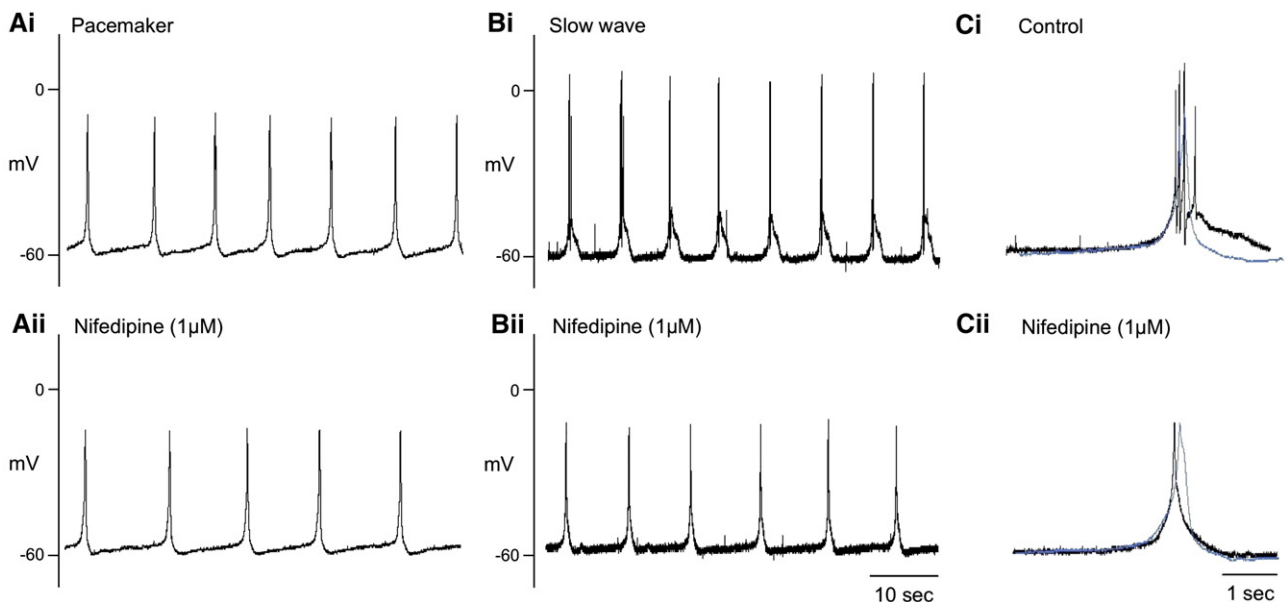 Ai Pacemaker
0
mV
-60
Bi Slow wave
0
mV
-60
Ci Control
Aii Nifedipine (1µM)
0
mV
-60
Bii Nifedipine (1µM)
0
mV
-60
10 sec
Cii Nifedipine (1µM)
1 sec